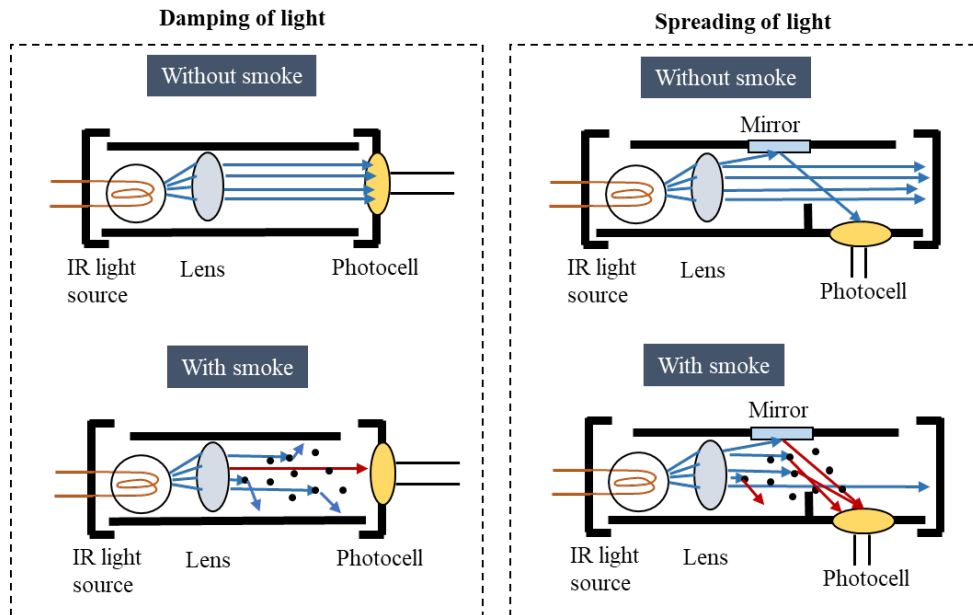 Damping of light
Without smoke
IR light
source
Lens
Photocell
With smoke
IR light
source
Lens
Photocell
Spreading of light
Without smoke
Mirror
IR light
source
Lens
Photocell
With smoke
Mirror
IR light
source
Lens
Photocell